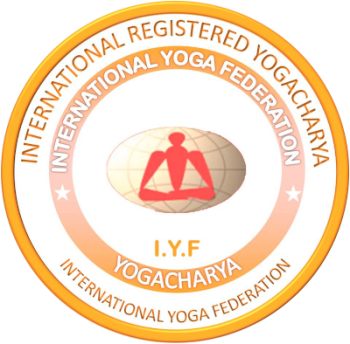 INTERNATIONAL REGISTERED YOGACHARYA
INTERNATIONAL YOGA FEDERATION
I.Y.F
YOGACHARYA
INTERNATIONAL YOGA FEDERATION